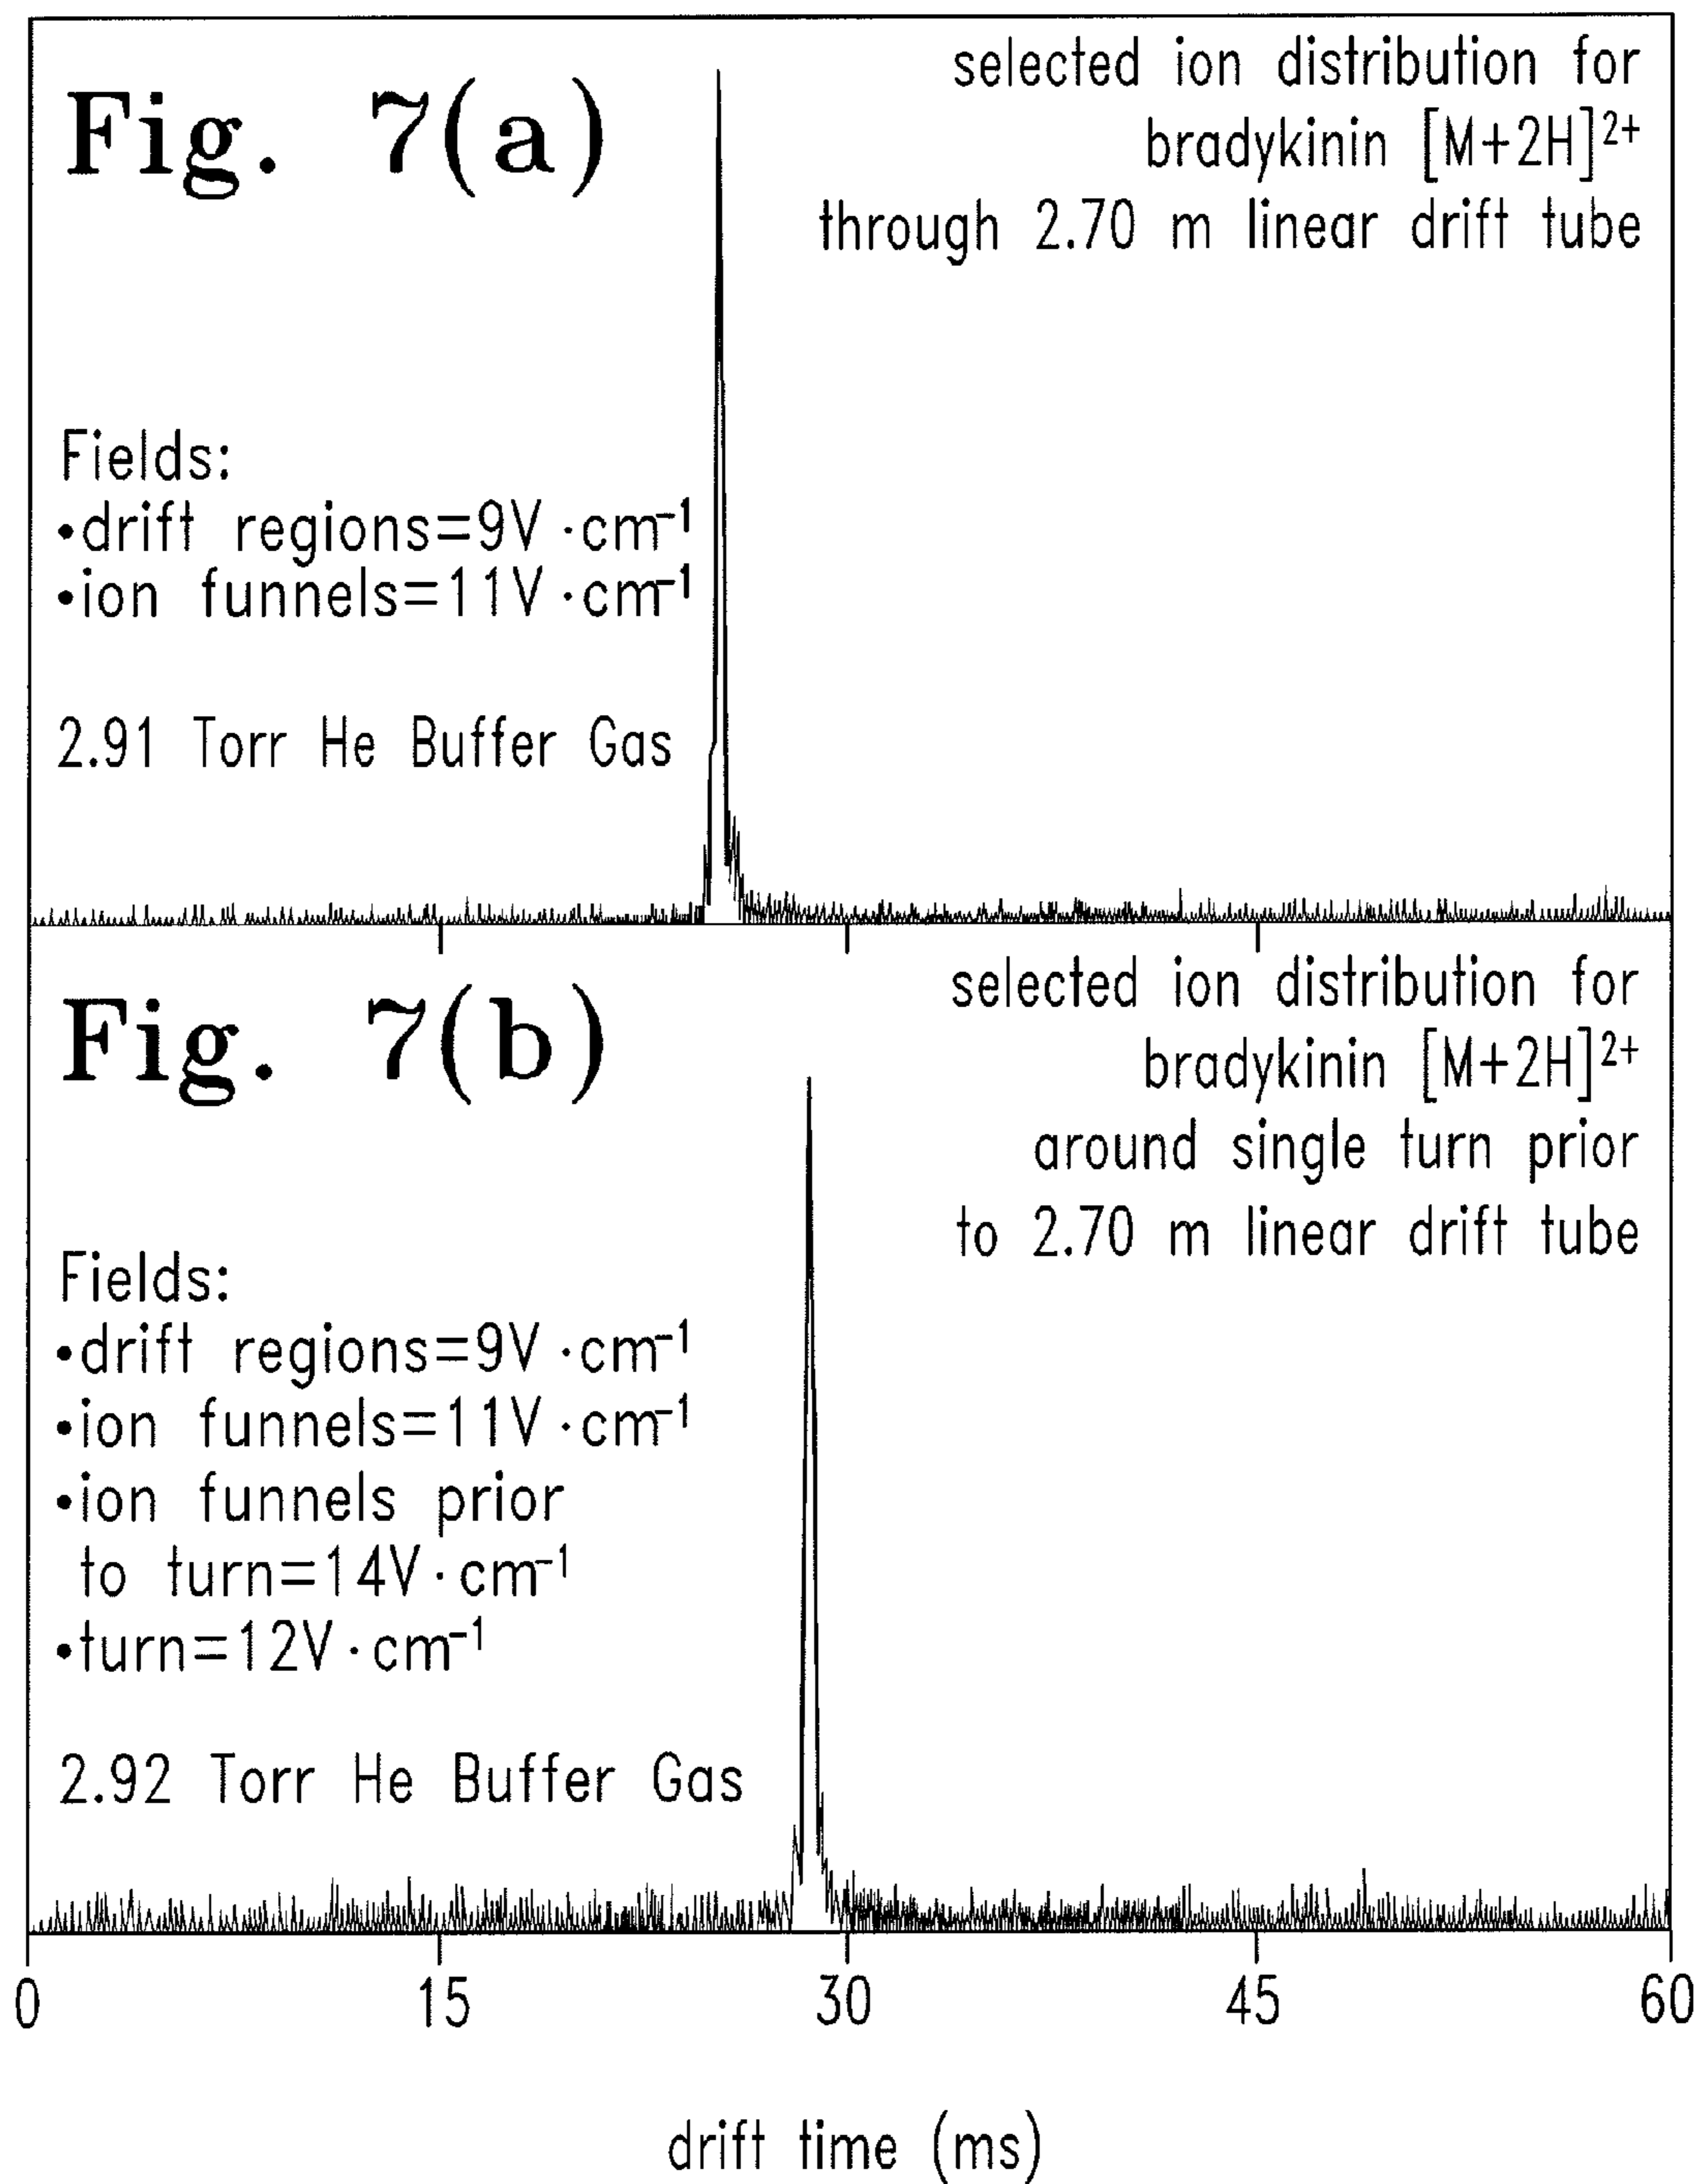 Fig. 7(a)
selected ion distribution for
bradykinin [M+2H]²⁺
through 2.70 m linear drift tube
Fields:
•drift regions=9V·cm⁻¹
•ion funnels=11V·cm⁻¹
2.91 Torr He Buffer Gas
Fig. 7(b)
selected ion distribution for
bradykinin [M+2H]²⁺
around single turn prior
to 2.70 m linear drift tube
Fields:
•drift regions=9V·cm⁻¹
•ion funnels=11V·cm⁻¹
•ion funnels prior
to turn=14V·cm⁻¹
•turn=12V·cm⁻¹
2.92 Torr He Buffer Gas
0 15 30 45 60
drift time (ms)